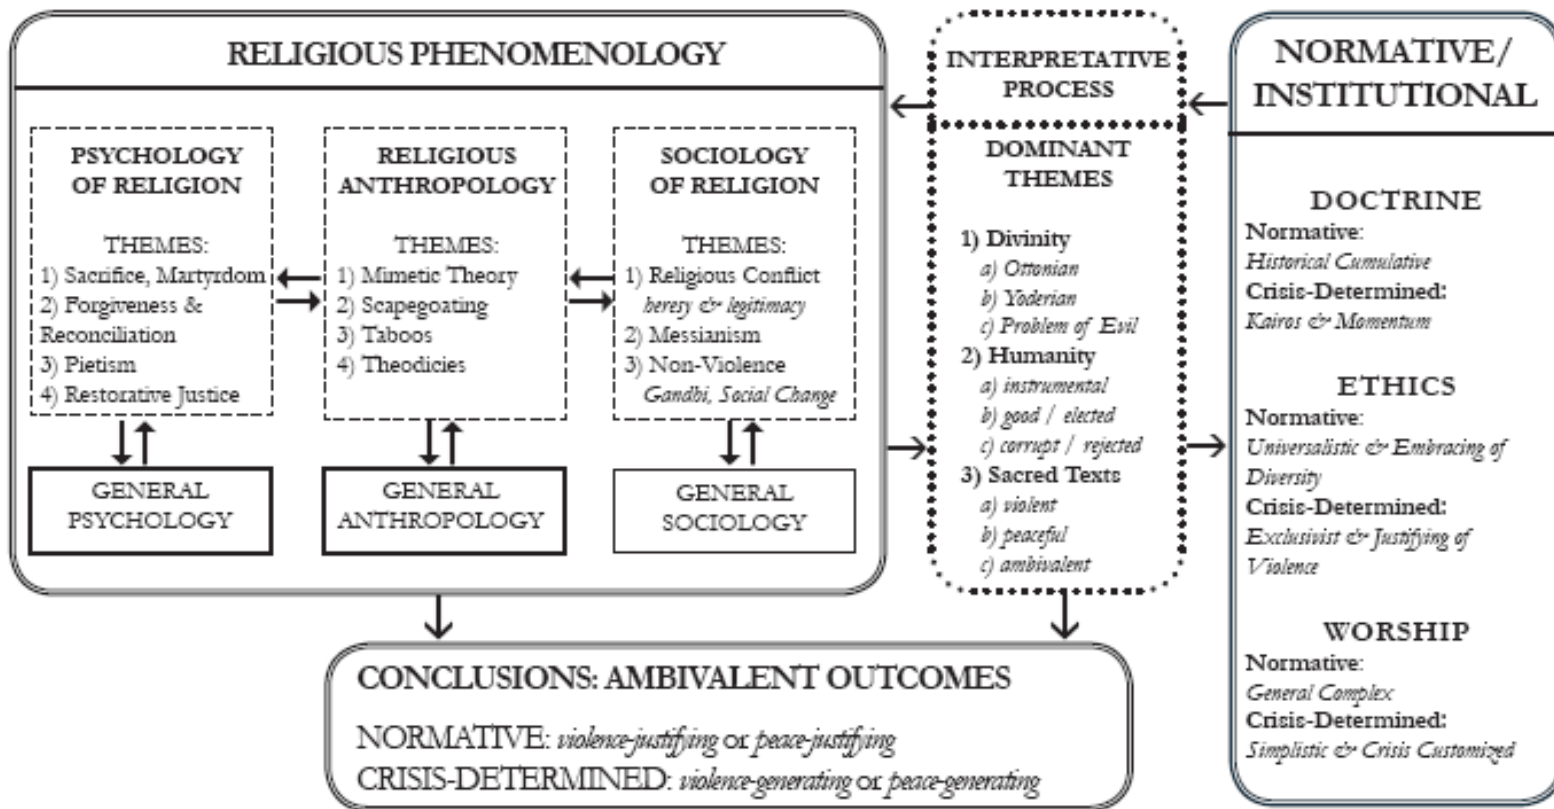 RELIGIOUS PHENOMENOLOGY
PSYCHOLOGY
OF RELIGION
THEMES:
1) Sacrifice, Martyrdom
2) Forgiveness &
Reconciliation
3) Pietism
4) Restorative Justice
GENERAL
PSYCHOLOGY
RELIGIOUS
ANTHROPOLOGY
THEMES:
1) Mimetic Theory
2) Scapegoating
3) Taboos
4) Theodicies
GENERAL
ANTHROPOLOGY
SOCIOLOGY
OF RELIGION
THEMES:
1) Religious Conflict
heresy & legitimacy
2) Messianism
3) Non-Violence
Gandhi, Social Change
GENERAL
SOCIOLOGY
INTERPRETATIVE
PROCESS
DOMINANT
THEMES
1) Divinity
a) Ottonian
b) Yoderian
c) Problem of Evil
2) Humanity
a) instrumental
b) good / elected
c) corrupt / rejected
3) Sacred Texts
a) violent
b) peaceful
c) ambivalent
NORMATIVE/
INSTITUTIONAL
DOCTRINE
Normative:
Historical Cumulative
Crisis-Determined:
Kairos & Momentum
ETHICS
Normative:
Universalistic & Embracing of
Diversity
Crisis-Determined:
Exclusivist & Justifying of
Violence
WORSHIP
Normative:
General Complex
Crisis-Determined:
Simplistic & Crisis Customized
CONCLUSIONS: AMBIVALENT OUTCOMES
NORMATIVE: violence-justifying or peace-justifying
CRISIS-DETERMINED: violence-generating or peace-generating